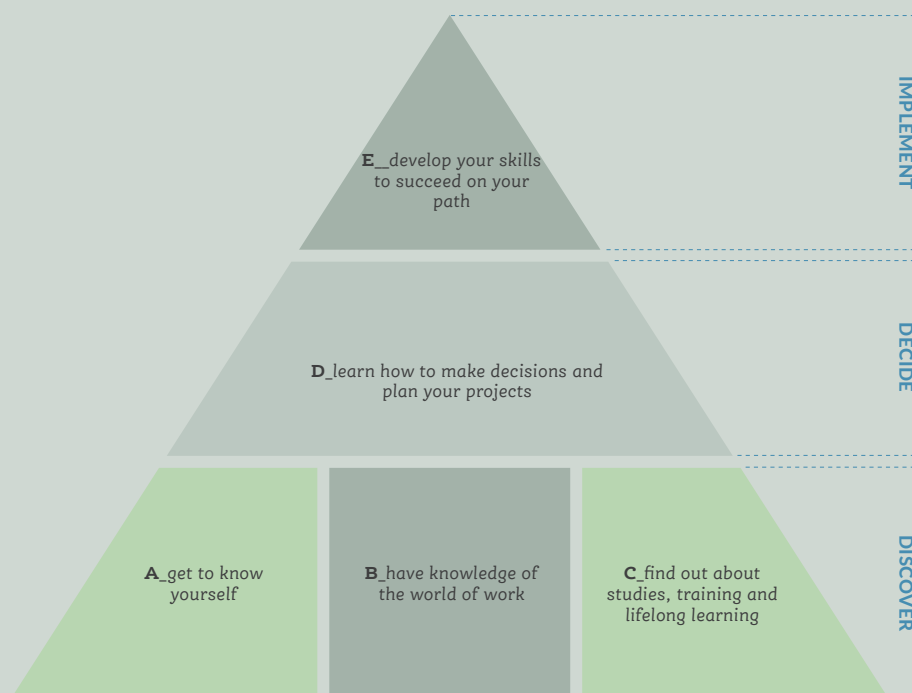 IMPLEMENT
E_develop your skills
to succeed on your
path
DECIDE
D_learn how to make decisions and
plan your projects
DISCOVER
A_get to know
yourself
B_have knowledge of
the world of work
C_find out about
studies, training and
lifelong learning